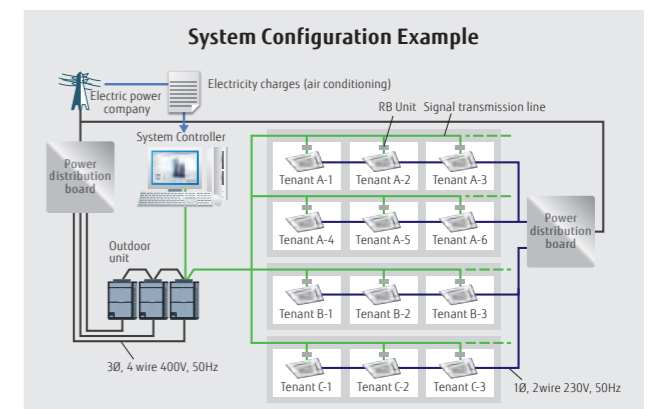 System Configuration Example
Electricity charges (air conditioning)
Electric power
company
RB Unit
Signal transmission line
System Controller
Power
distribution
board
Tenant A-1
Tenant A-2
Tenant A-3
Tenant A-4
Tenant A-5
Tenant A-6
Power
distribution
board
Outdoor
unit
Tenant B-1
Tenant B-2
Tenant B-3
3Ø, 4 wire 400V, 50Hz
Tenant C-1
Tenant C-2
Tenant C-3
1Ø, 2wire 230V, 50Hz